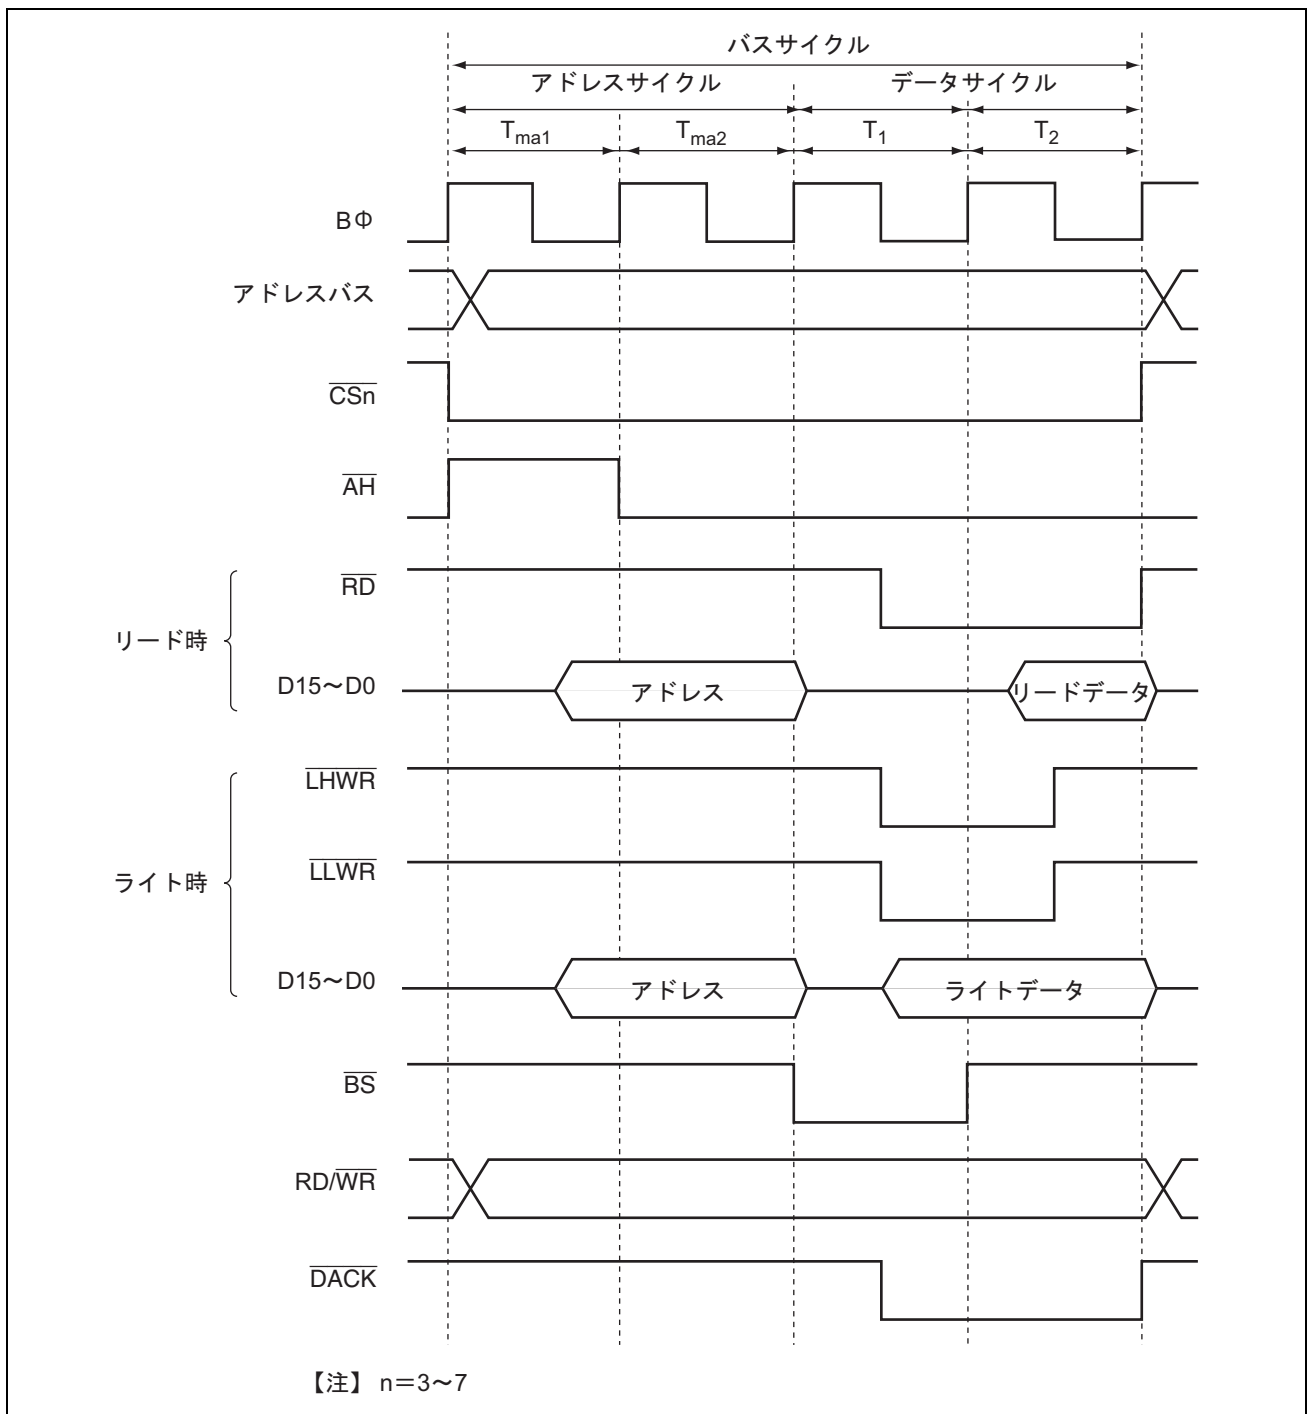 バスサイクル
アドレスサイクル データサイクル
Tma1 Tma2 T1 T2
BΦ
アドレスバス
CSn
AH
リード時
RD
D15～D0 アドレス リードデータ
ライト時
LHWR
LLWR
D15～D0 アドレス ライトデータ
BS
RD/WR
DACK
【注】 n＝3～7